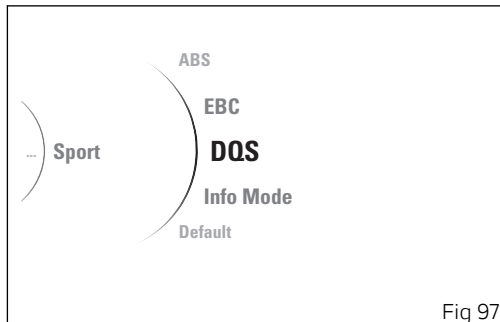 ABS
EBC
... Sport
DQS
Info Mode
Default
Fig 97